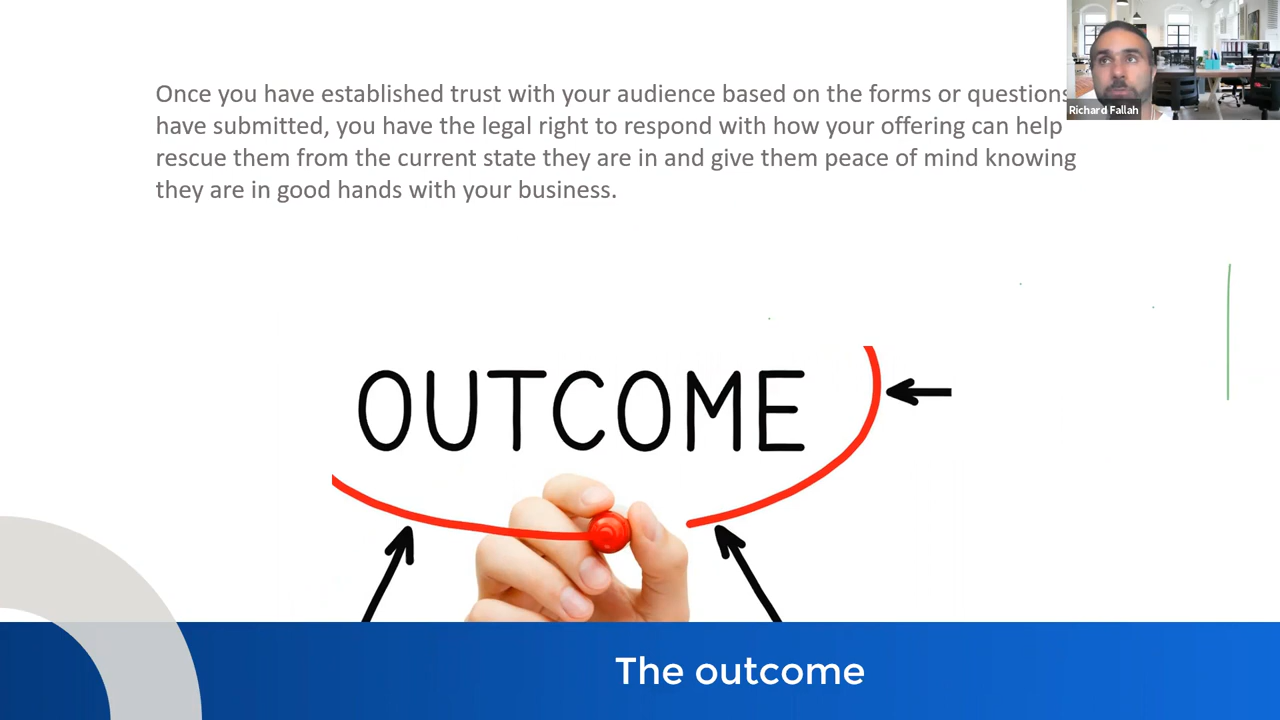 Once you have established trust with your audience based on the forms or questions
have submitted, you have the legal right to respond with how your offering can help
rescue them from the current state they are in and give them peace of mind knowing
they are in good hands with your business.
Richard Fallah
OUTCOME
The outcome